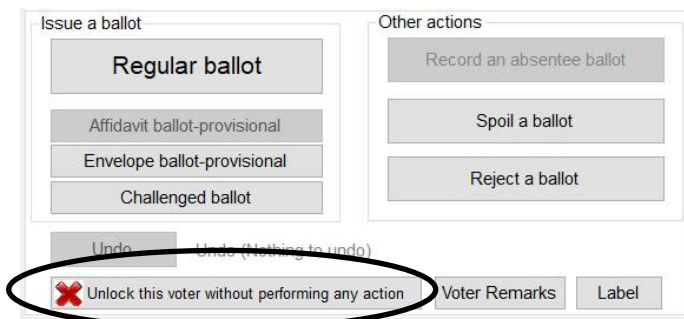 Issue a ballot
Regular ballot
Affidavit ballot-provisional
Envelope ballot-provisional
Challenged ballot
Other actions
Record an absentee ballot
Spoil a ballot
Reject a ballot
Undo Undo (Nothing to undo)
Unlock this voter without performing any action Voter Remarks Label